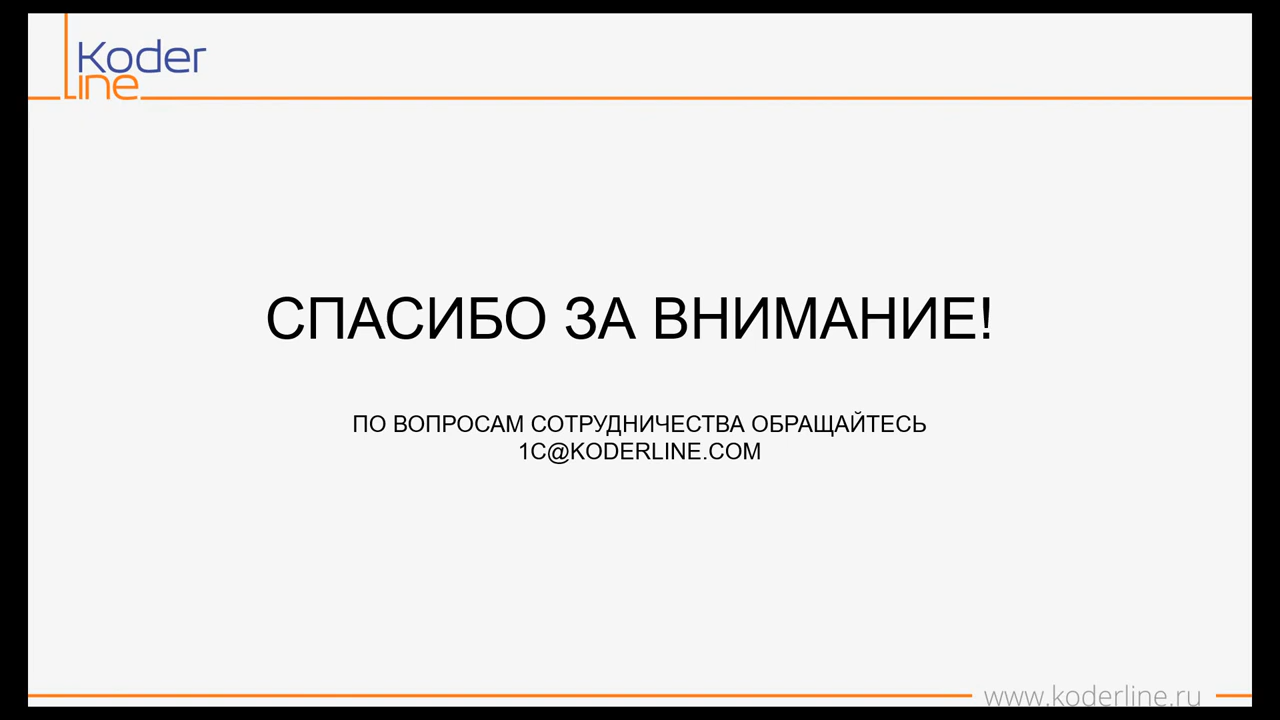 Koder
line
СПАСИБО ЗА ВНИМАНИЕ!
ПО ВОПРОСАМ СОТРУДНИЧЕСТВА ОБРАЩАЙТЕСЬ
1C@KODERLINE.COM
www.koderline.ru